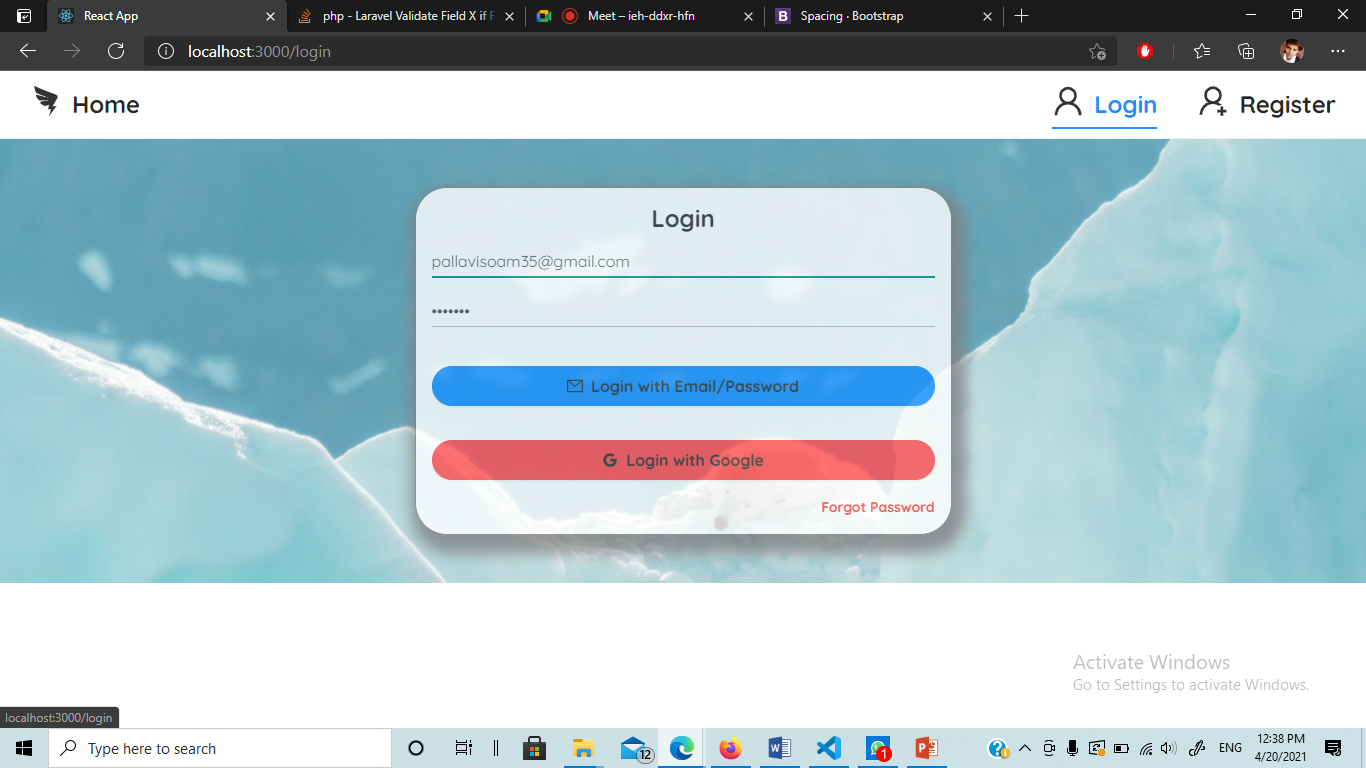 React App
php - Laravel Validate Field X if F
Meet – ieh-ddxr-hfn
B Spacing · Bootstrap
localhost:3000/login
Home
Login
Register
Login
pallavisoam35@gmail.com
•••••••
Login with Email/Password
G Login with Google
Forgot Password
Activate Windows
Go to Settings to activate Windows.
localhost:3000/login
Type here to search
12
1
ENG
12:38 PM
4/20/2021